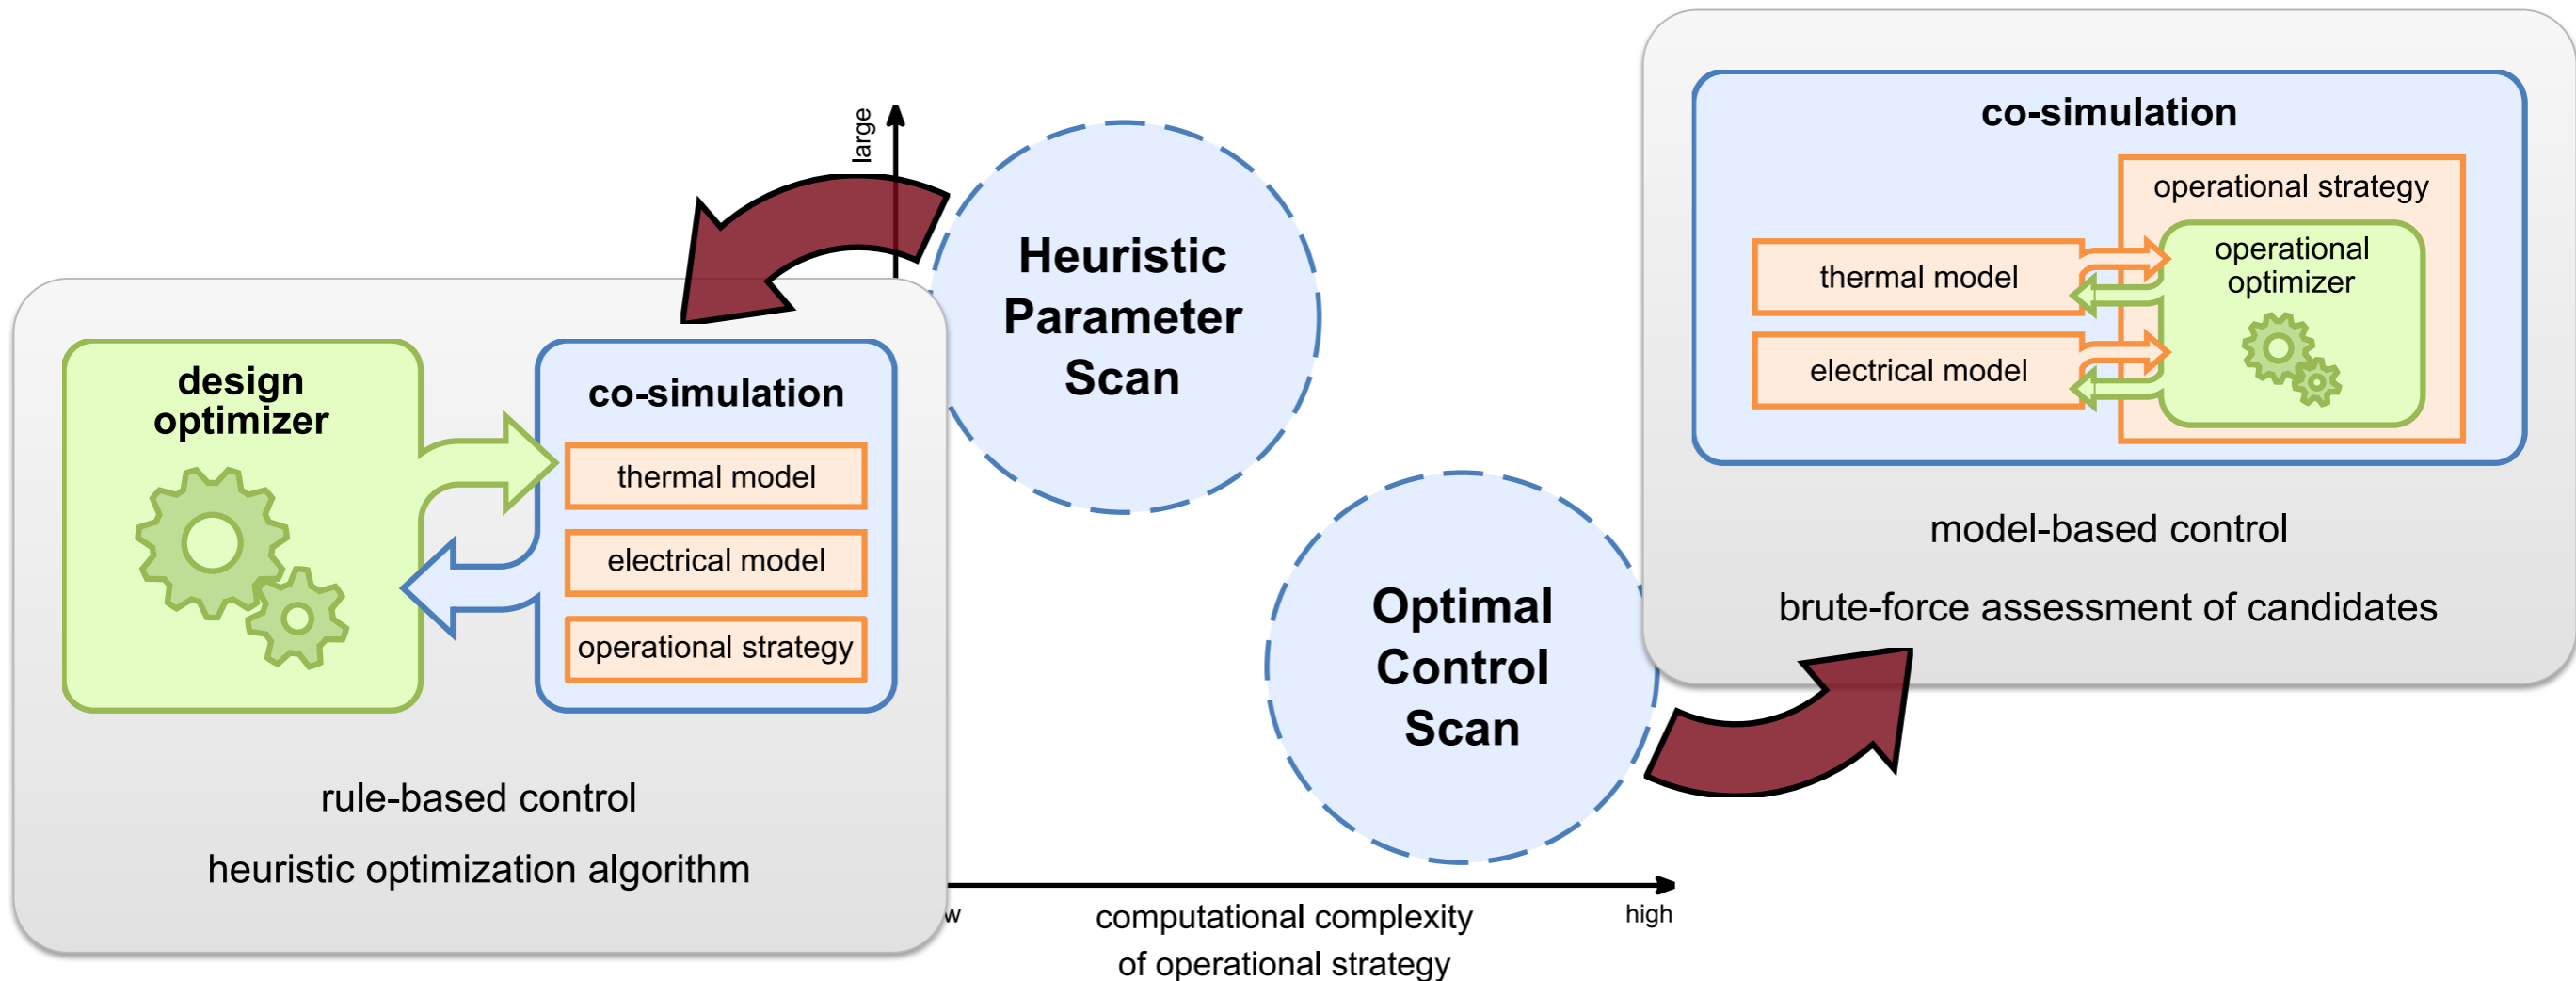 large
Heuristic
Parameter
Scan
design
optimizer
co-simulation
thermal model
electrical model
operational strategy
rule-based control
heuristic optimization algorithm
Optimal
Control
Scan
high
computational complexity
of operational strategy
co-simulation
operational strategy
operational
optimizer
thermal model
electrical model
model-based control
brute-force assessment of candidates